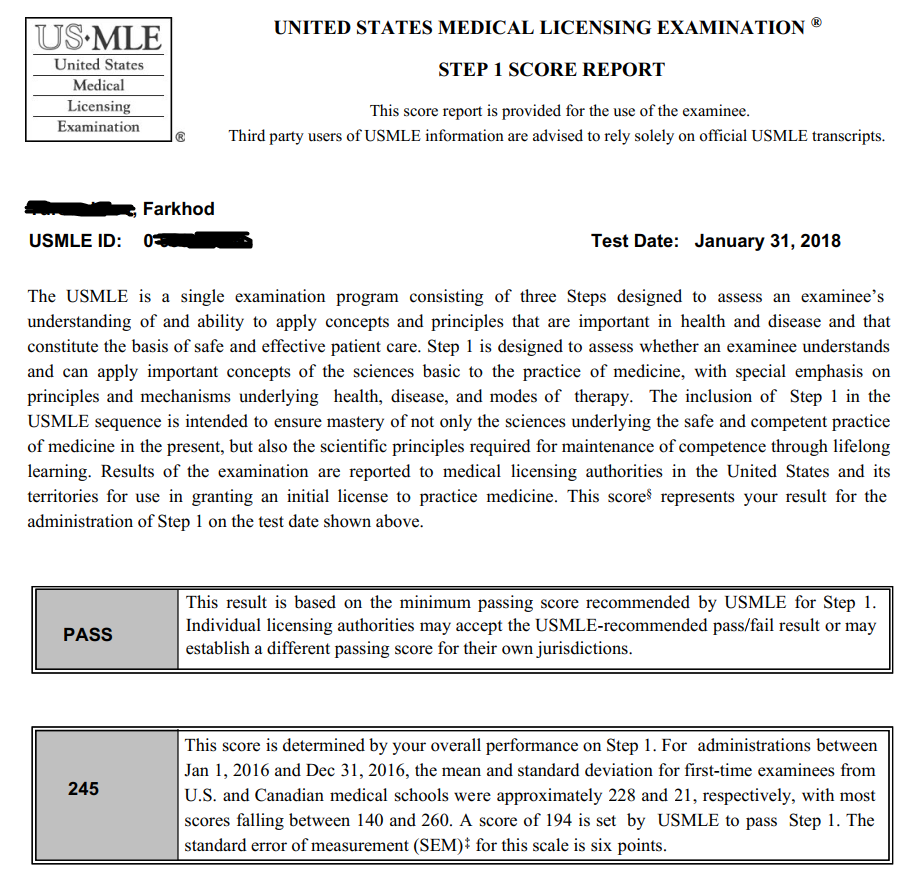 US·MLE
United States
Medical
Licensing
Examination
®
UNITED STATES MEDICAL LICENSING EXAMINATION ®
STEP 1 SCORE REPORT
This score report is provided for the use of the examinee.
Third party users of USMLE information are advised to rely solely on official USMLE transcripts.
, Farkhod
USMLE ID: 0
Test Date: January 31, 2018
The USMLE is a single examination program consisting of three Steps designed to assess an examinee’s
understanding of and ability to apply concepts and principles that are important in health and disease and that
constitute the basis of safe and effective patient care. Step 1 is designed to assess whether an examinee understands
and can apply important concepts of the sciences basic to the practice of medicine, with special emphasis on
principles and mechanisms underlying health, disease, and modes of therapy. The inclusion of Step 1 in the
USMLE sequence is intended to ensure mastery of not only the sciences underlying the safe and competent practice
of medicine in the present, but also the scientific principles required for maintenance of competence through lifelong
learning. Results of the examination are reported to medical licensing authorities in the United States and its
territories for use in granting an initial license to practice medicine. This score§ represents your result for the
administration of Step 1 on the test date shown above.
PASS
This result is based on the minimum passing score recommended by USMLE for Step 1.
Individual licensing authorities may accept the USMLE-recommended pass/fail result or may
establish a different passing score for their own jurisdictions.
245
This score is determined by your overall performance on Step 1. For administrations between
Jan 1, 2016 and Dec 31, 2016, the mean and standard deviation for first-time examinees from
U.S. and Canadian medical schools were approximately 228 and 21, respectively, with most
scores falling between 140 and 260. A score of 194 is set by USMLE to pass Step 1. The
standard error of measurement (SEM)‡ for this scale is six points.